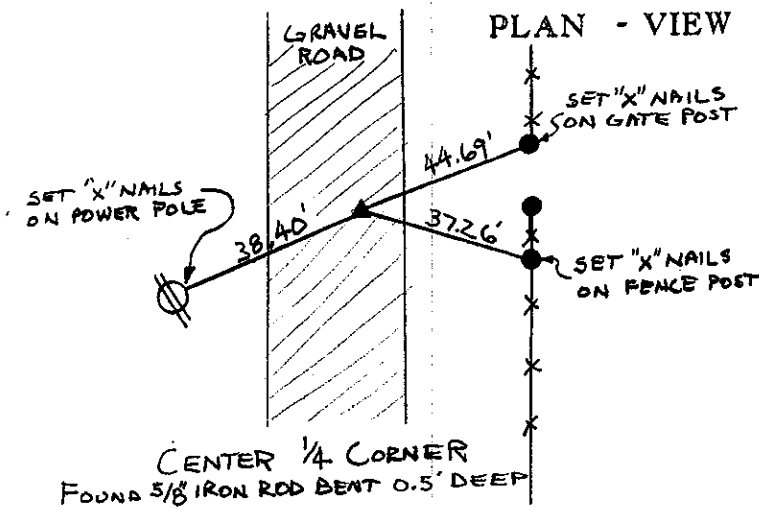 PLAN - VIEW
GRAVEL
ROAD
SET "X" NAILS
ON GATE POST
44.69'
SET "X" NAILS
ON POWER POLE
38.40'
37.26'
SET "X" NAILS
ON FENCE POST
CENTER 1/4 CORNER
FOUND 5/8" IRON ROD BENT 0.5' DEEP